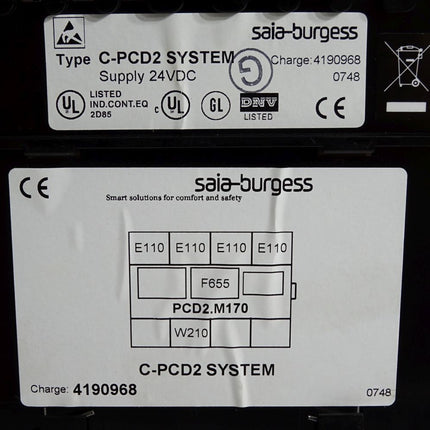 saia-burgess
Type C-PCD2 SYSTEM
Supply 24VDC
Charge: 4190968
0748
UL LISTED
IND.CONT.EQ
2D85
c UL
GL
DNV
LISTED
CE
G
CE
saia-burgess
Smart solutions for comfort and safety
E110 E110 E110 E110
F655
PCD2.M170
W210
C-PCD2 SYSTEM
Charge: 4190968
0748